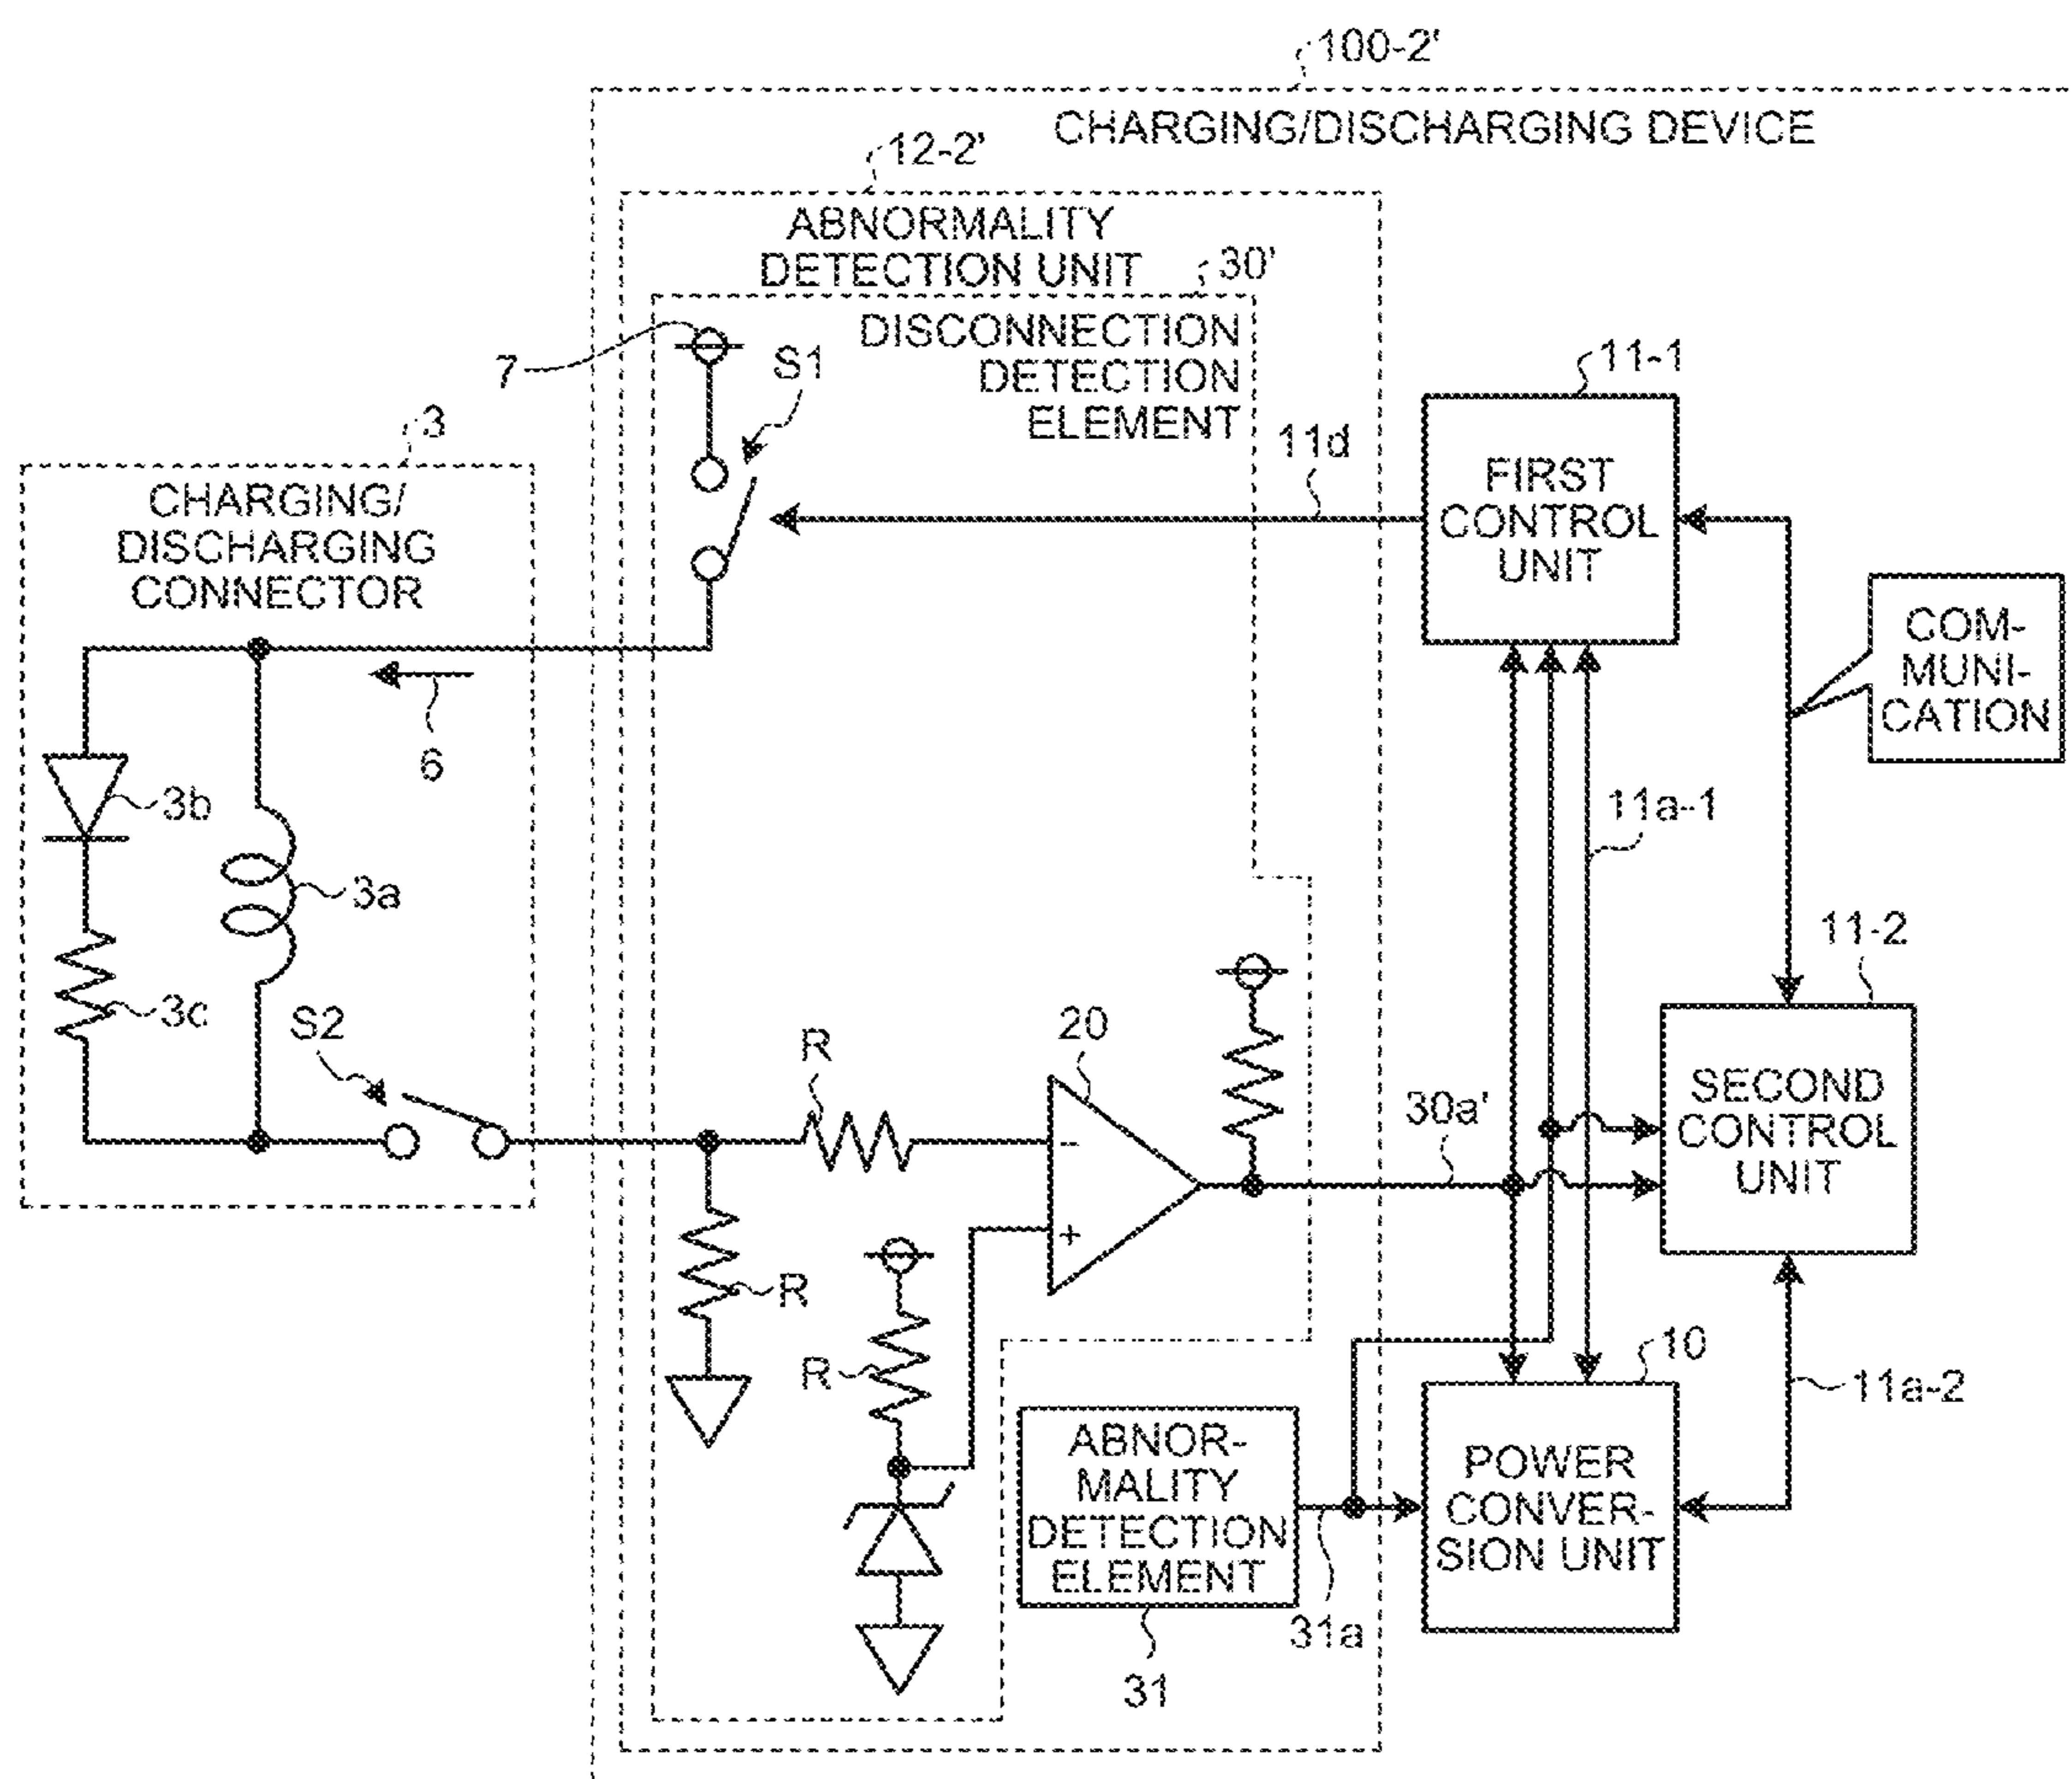 100-2'
CHARGING/DISCHARGING DEVICE
12-2'
ABNORMALITY
DETECTION UNIT
30'
DISCONNECTION
DETECTION
ELEMENT
7
S1
11-1
FIRST
CONTROL
UNIT
11d
3
CHARGING/
DISCHARGING
CONNECTOR
COM-
MUNI-
CATION
6
3b
3a
3c
11a-1
11-2
SECOND
CONTROL
UNIT
S2
R
20
-
+
30a'
R
R
10
POWER
CONVER-
SION UNIT
11a-2
ABNOR-
MALITY
DETECTION
ELEMENT
31a
31